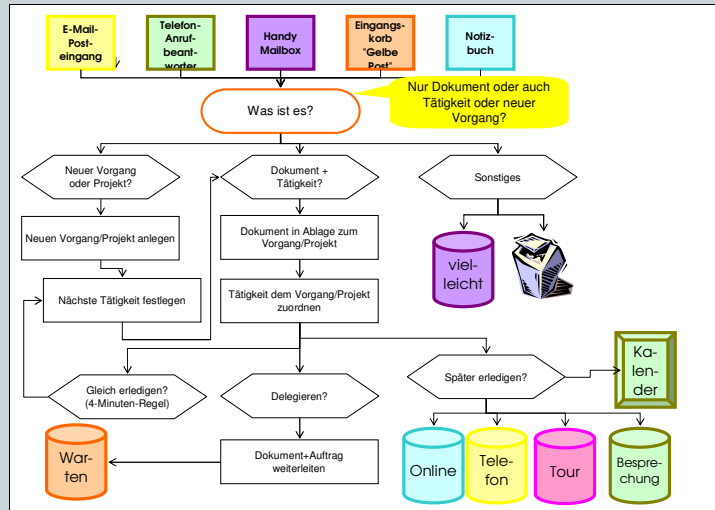 E-Mail-
Post-
eingang
Telefon-
Anruf-
beant-
worter
Handy
Mailbox
Eingangs-
korb
"Gelbe
Post"
Notiz-
buch
Was ist es?
Nur Dokument oder auch
Tätigkeit oder neuer
Vorgang?
Neuer Vorgang
oder Projekt?
Dokument +
Tätigkeit?
Sonstiges
Neuen Vorgang/Projekt anlegen
Dokument in Ablage zum
Vorgang/Projekt
viel-
leicht
Nächste Tätigkeit festlegen
Tätigkeit dem Vorgang/Projekt
zuordnen
Gleich erledigen?
(4-Minuten-Regel)
Delegieren?
Später erledigen?
Ka-
len-
der
War-
ten
Dokument+Auftrag
weiterleiten
Online
Tele-
fon
Tour
Bespre-
chung